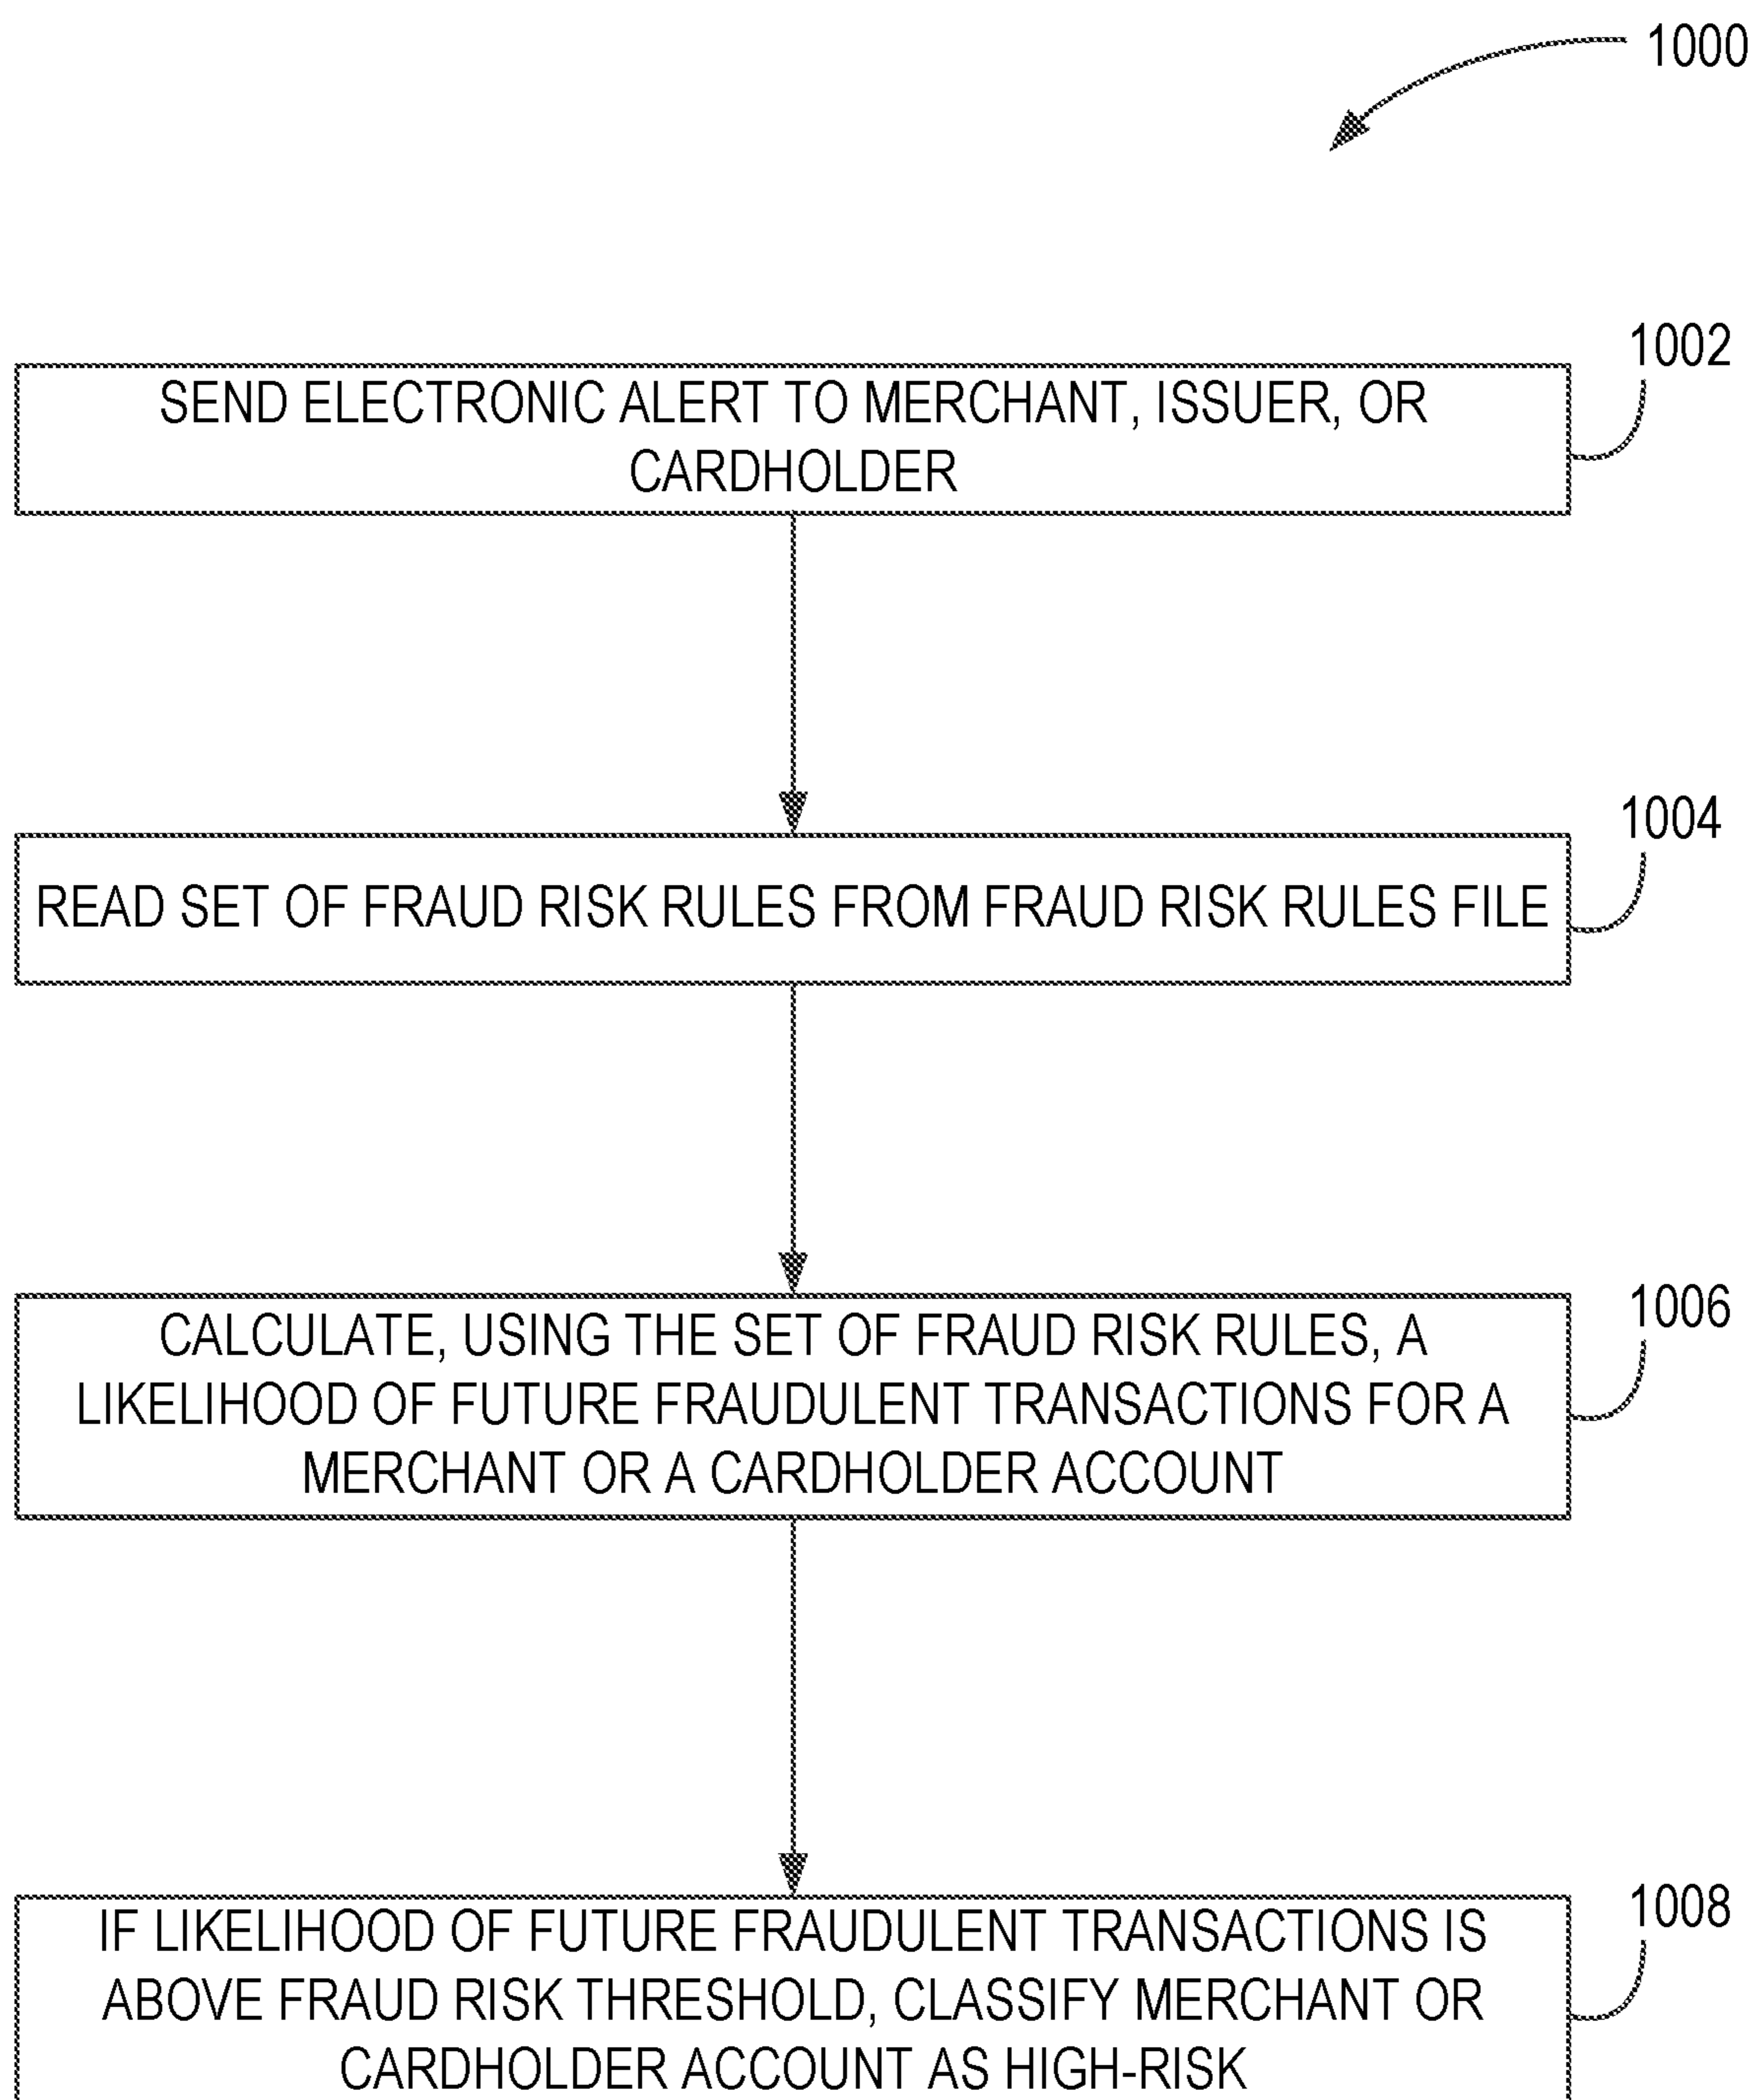 1000
1002
SEND ELECTRONIC ALERT TO MERCHANT, ISSUER, OR
CARDHOLDER
1004
READ SET OF FRAUD RISK RULES FROM FRAUD RISK RULES FILE
1006
CALCULATE, USING THE SET OF FRAUD RISK RULES, A
LIKELIHOOD OF FUTURE FRAUDULENT TRANSACTIONS FOR A
MERCHANT OR A CARDHOLDER ACCOUNT
1008
IF LIKELIHOOD OF FUTURE FRAUDULENT TRANSACTIONS IS
ABOVE FRAUD RISK THRESHOLD, CLASSIFY MERCHANT OR
CARDHOLDER ACCOUNT AS HIGH-RISK